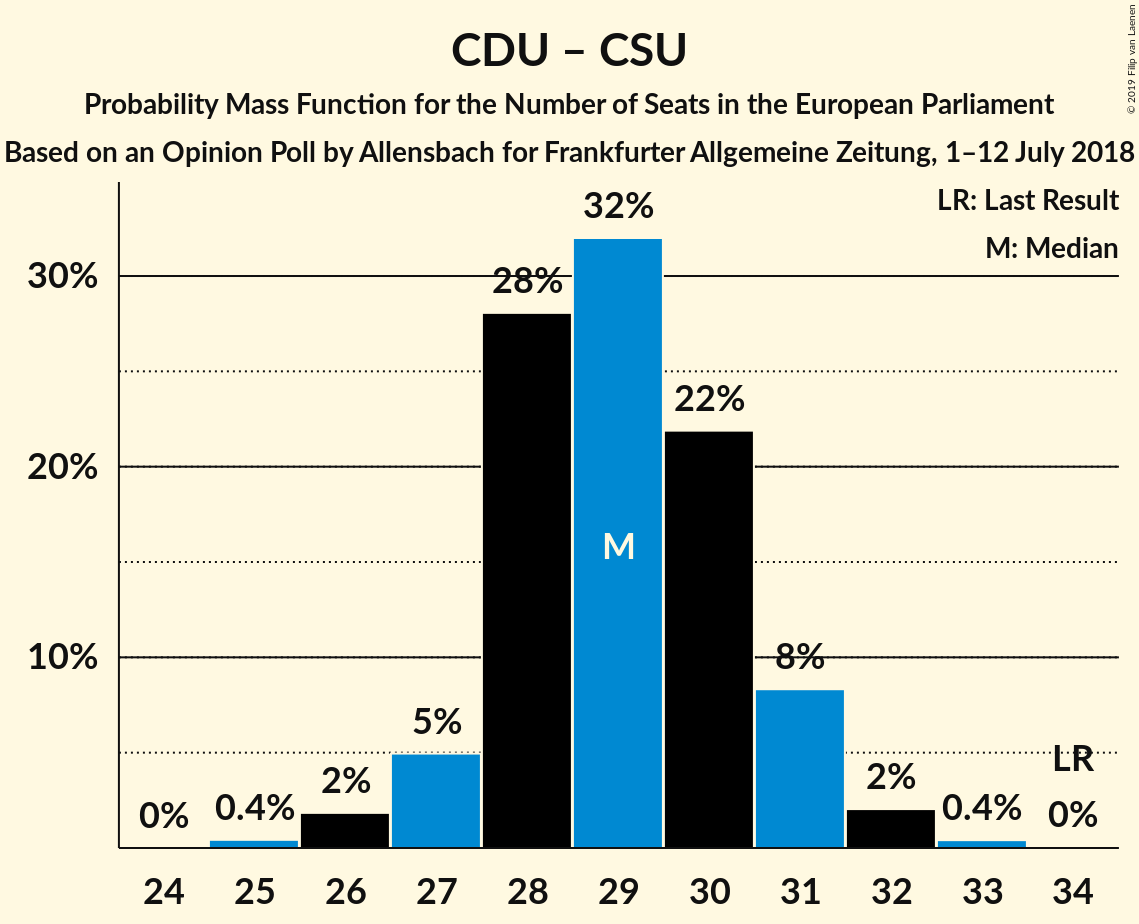 CDU – CSU
Probability Mass Function for the Number of Seats in the European Parliament
Based on an Opinion Poll by Allensbach for Frankfurter Allgemeine Zeitung, 1–12 July 2018
© 2019 Filip van Laenen
LR: Last Result
M: Median
30%
20%
10%
0%
0.4%
2%
5%
28%
32%
22%
8%
2%
0.4%
0%
M
LR
24 25 26 27 28 29 30 31 32 33 34